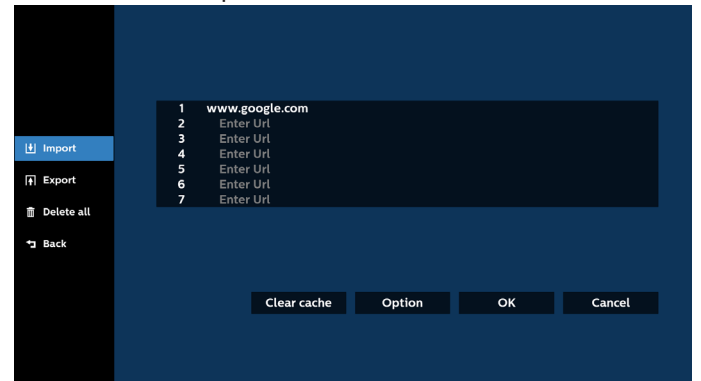 1 www.google.com
2 Enter Url
3 Enter Url
4 Enter Url
5 Enter Url
6 Enter Url
7 Enter Url
Import
Export
Delete all
Back
Clear cache Option OK Cancel